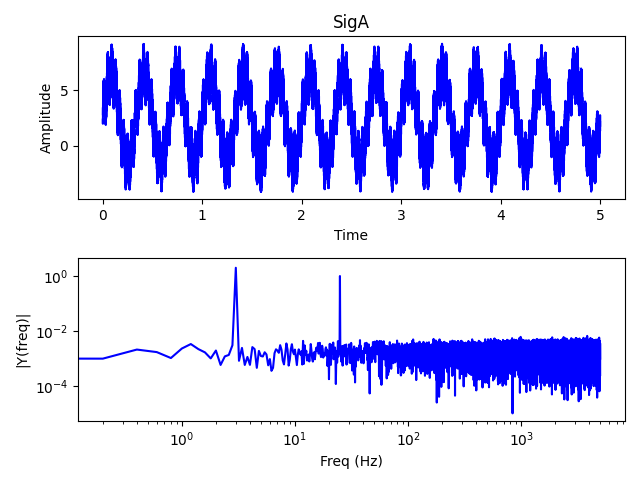 SigA
Amplitude
5
0
0 1 2 3 4 5
Time
|Y(freq)|
10⁰
10⁻²
10⁻⁴
10⁰ 10¹ 10² 10³
Freq (Hz)